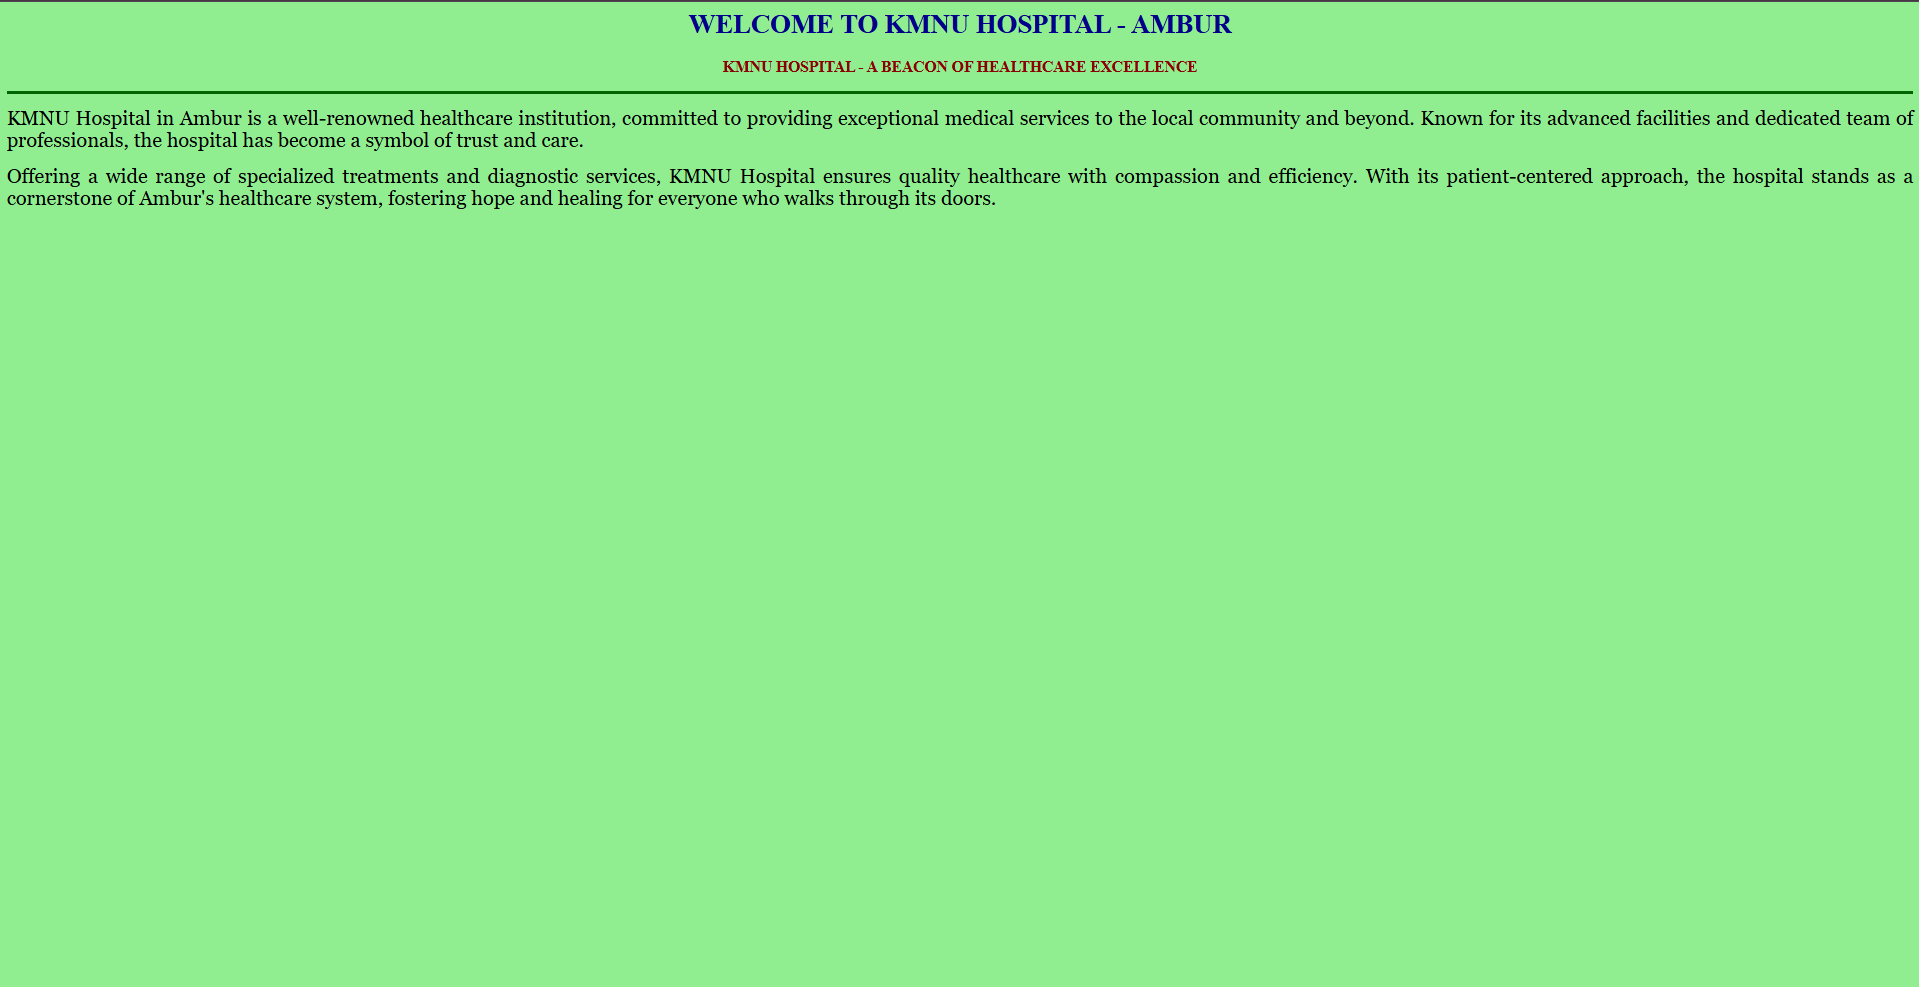 WELCOME TO KMNU HOSPITAL - AMBUR
KMNU HOSPITAL - A BEACON OF HEALTHCARE EXCELLENCE
KMNU Hospital in Ambur is a well-renowned healthcare institution, committed to providing exceptional medical services to the local community and beyond. Known for its advanced facilities and dedicated team of
professionals, the hospital has become a symbol of trust and care.
Offering a wide range of specialized treatments and diagnostic services, KMNU Hospital ensures quality healthcare with compassion and efficiency. With its patient-centered approach, the hospital stands as a
cornerstone of Ambur's healthcare system, fostering hope and healing for everyone who walks through its doors.